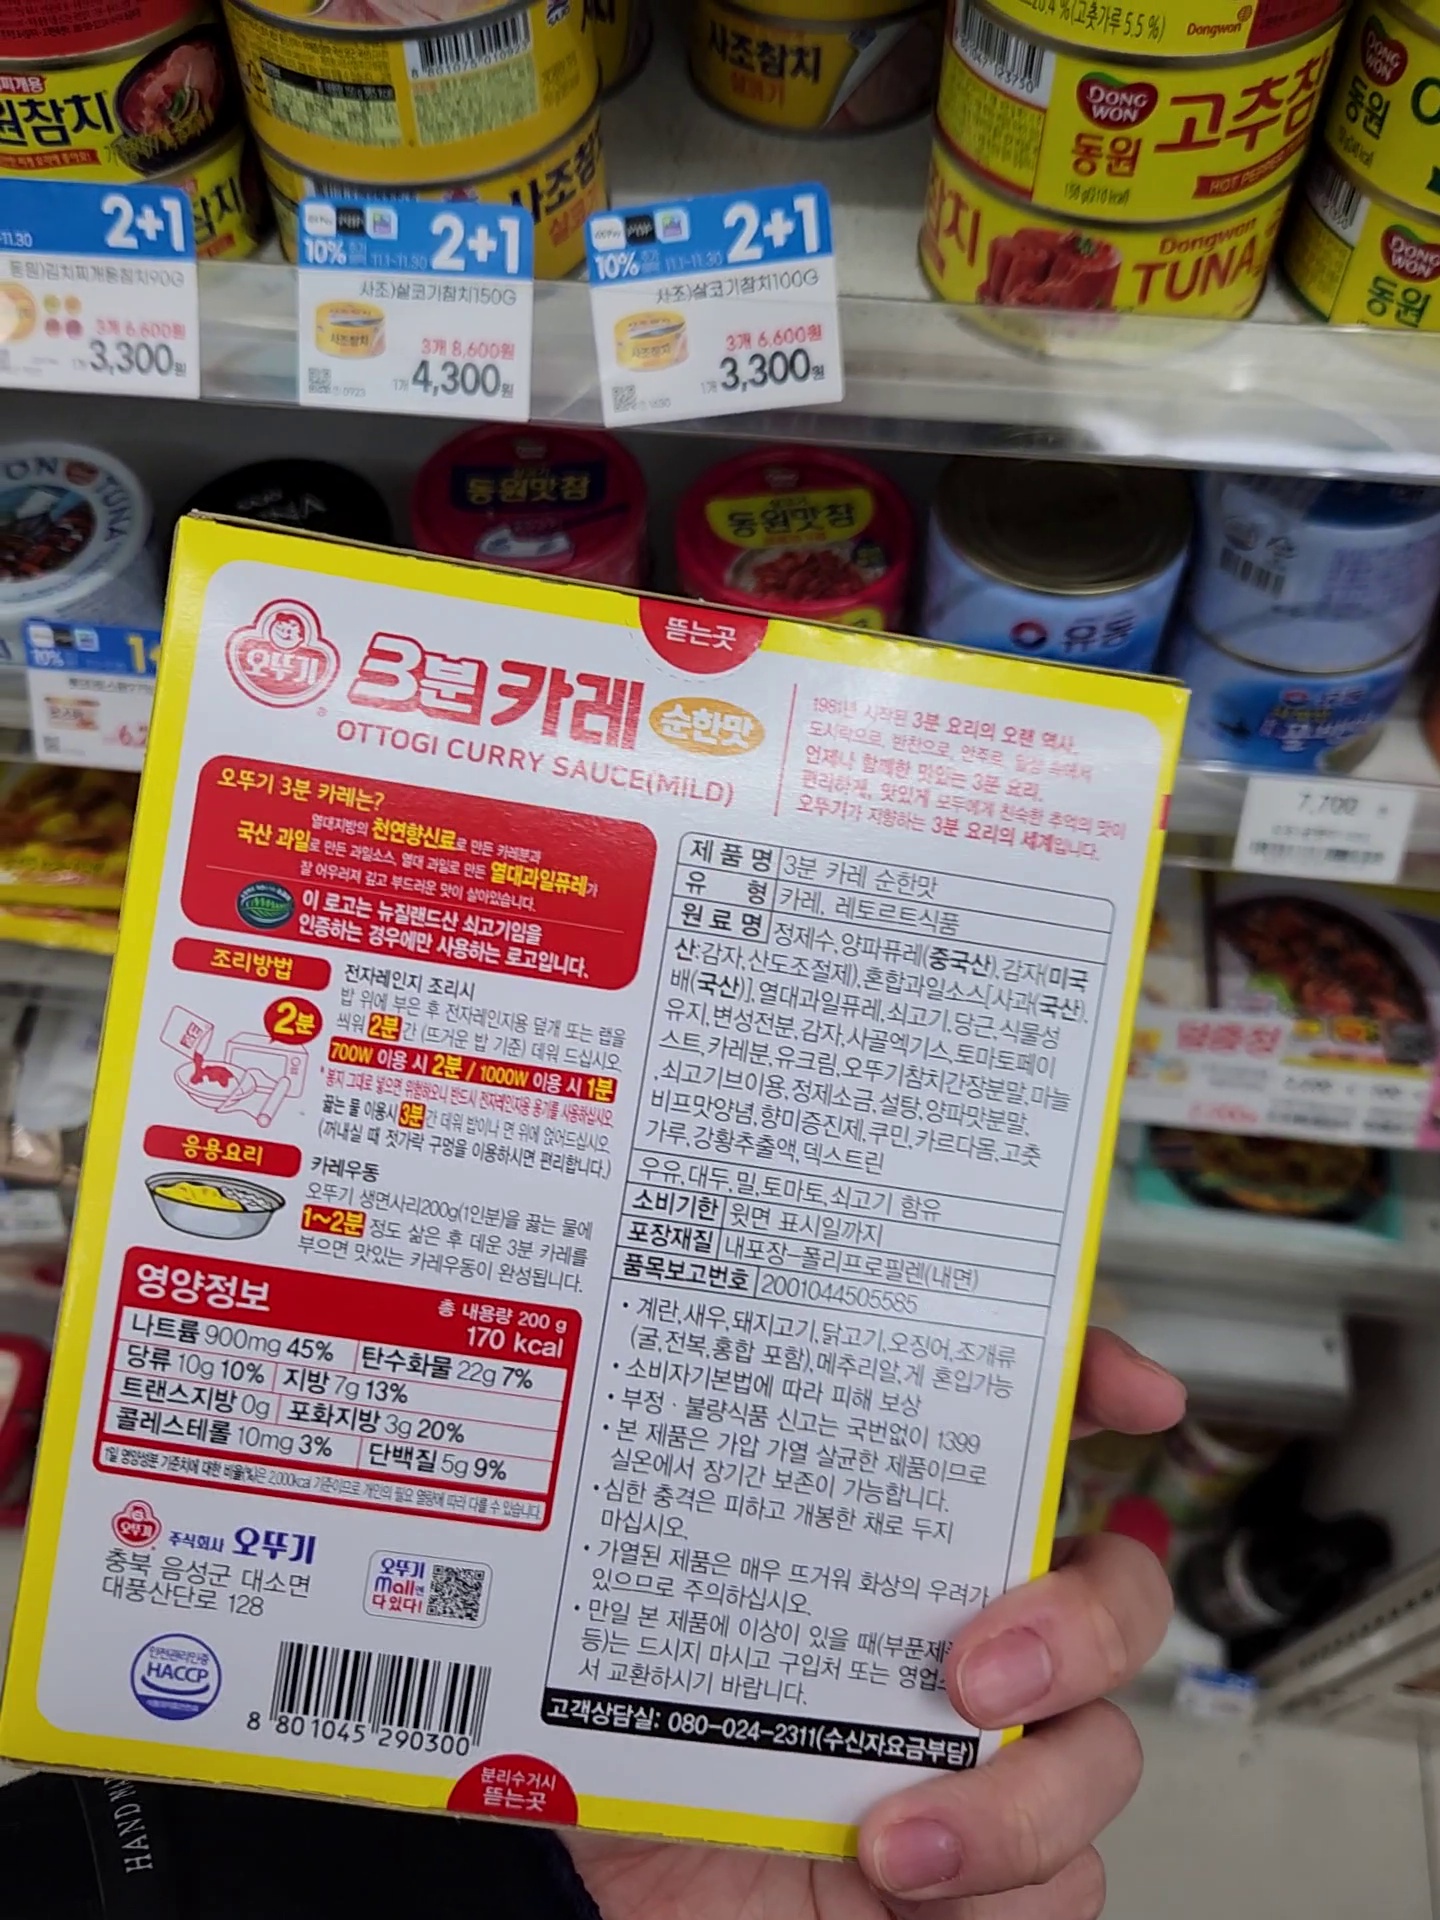 찌개용
원참치
사조참치
살코기
(고춧가루 5.5 %)
Dongwon
DONG WON
동원
고추참
HOT PEPPER
150 g(210 kcal)
Dongwon
TUNA
DONG WON
동원
DONG WON
동원
-11.30
2+1
동원)김치찌개용참치90G
3개 6,600원
1개 3,300원
10%
11.1-11.30
2+1
사조)살코기참치150G
3개 8,600원
1개 4,300원
10%
11.1-11.30
2+1
사조)살코기참치100G
3개 6,600원
1개 3,300원
TUNA
동원맛참
동원맛참
유동
10%
7,700
뜯는곳
오뚜기
3분 카레
순한맛
OTTOGI CURRY SAUCE(MILD)
1981년 시작된 3분 요리의 오랜 역사.
도시락으로, 반찬으로, 안주로, 일상 속에서
언제나 함께한 맛있는 3분 요리.
편리하게, 맛있게 모두에게 친숙한 추억의 맛이
오뚜기가 지향하는 3분 요리의 세계입니다.
오뚜기 3분 카레는?
열대지방의 천연향신료로 만든 카레분과
국산 과일로 만든 과일소스, 열대 과일로 만든 열대과일퓨레가
잘 어우러져 깊고 부드러운 맛이 살아있습니다.
이 로고는 뉴질랜드산 쇠고기임을
인증하는 경우에만 사용하는 로고입니다.
조리방법
2분
전자레인지 조리시
밥 위에 부은 후 전자레인지용 덮개 또는 랩을
씌워 2분간 (뜨거운 밥 기준) 데워 드십시오
700W 이용 시 2분 / 1000W 이용 시 1분
*봉지 그대로 넣으면 위험하오니 반드시 전자레인지용 용기를 사용하십시오
끓는 물 이용시 3분간 데워 밥이나 면 위에 얹어드십시오
(꺼내실 때 젓가락 구멍을 이용하시면 편리합니다.)
응용요리
카레우동
오뚜기 생면사리200g(1인분)을 끓는 물에
1~2분 정도 삶은 후 데운 3분 카레를
부으면 맛있는 카레우동이 완성됩니다.
영양정보
총 내용량 200 g
170 kcal
나트륨 900mg 45% 탄수화물 22g 7%
당류 10g 10% 지방 7g 13%
트랜스지방 0g 포화지방 3g 20%
콜레스테롤 10mg 3% 단백질 5g 9%
1일 영양성분 기준치에 대한 비율(%)은 2,000kcal 기준이므로 개인의 필요 열량에 따라 다를 수 있습니다.
오뚜기
주식회사 오뚜기
충북 음성군 대소면
대풍산단로 128
오뚜기
Mall엔
다 있다!
안전관리인증
HACCP
8 801045 290300
제품명 3분 카레 순한맛
유 형 카레, 레토르트식품
원료명 정제수,양파퓨레(중국산),감자(미국
산:감자,산도조절제),혼합과일소스[사과(국산),
배(국산)],열대과일퓨레,쇠고기,당근,식물성
유지,변성전분,감자,사골엑기스,토마토페이
스트,카레분,유크림,오뚜기참치간장분말,마늘
,쇠고기브이용,정제소금,설탕,양파맛분말,
비프맛양념,향미증진제,쿠민,카르다몸,고춧
가루,강황추출액,덱스트린
우유,대두,밀,토마토,쇠고기 함유
소비기한 윗면 표시일까지
포장재질 내포장-폴리프로필렌(내면)
품목보고번호 2001044505585
• 계란,새우,돼지고기,닭고기,오징어,조개류
(굴,전복,홍합 포함),메추리알,게 혼입가능
• 소비자기본법에 따라 피해 보상
• 부정·불량식품 신고는 국번없이 1399
• 본 제품은 가압 가열 살균한 제품이므로
실온에서 장기간 보존이 가능합니다.
• 심한 충격은 피하고 개봉한 채로 두지
마십시오.
• 가열된 제품은 매우 뜨거워 화상의 우려가
있으므로 주의하십시오.
• 만일 본 제품에 이상이 있을 때(부푼제
등)는 드시지 마시고 구입처 또는 영업
서 교환하시기 바랍니다.
고객상담실: 080-024-2311(수신자요금부담)
분리수거시
뜯는곳